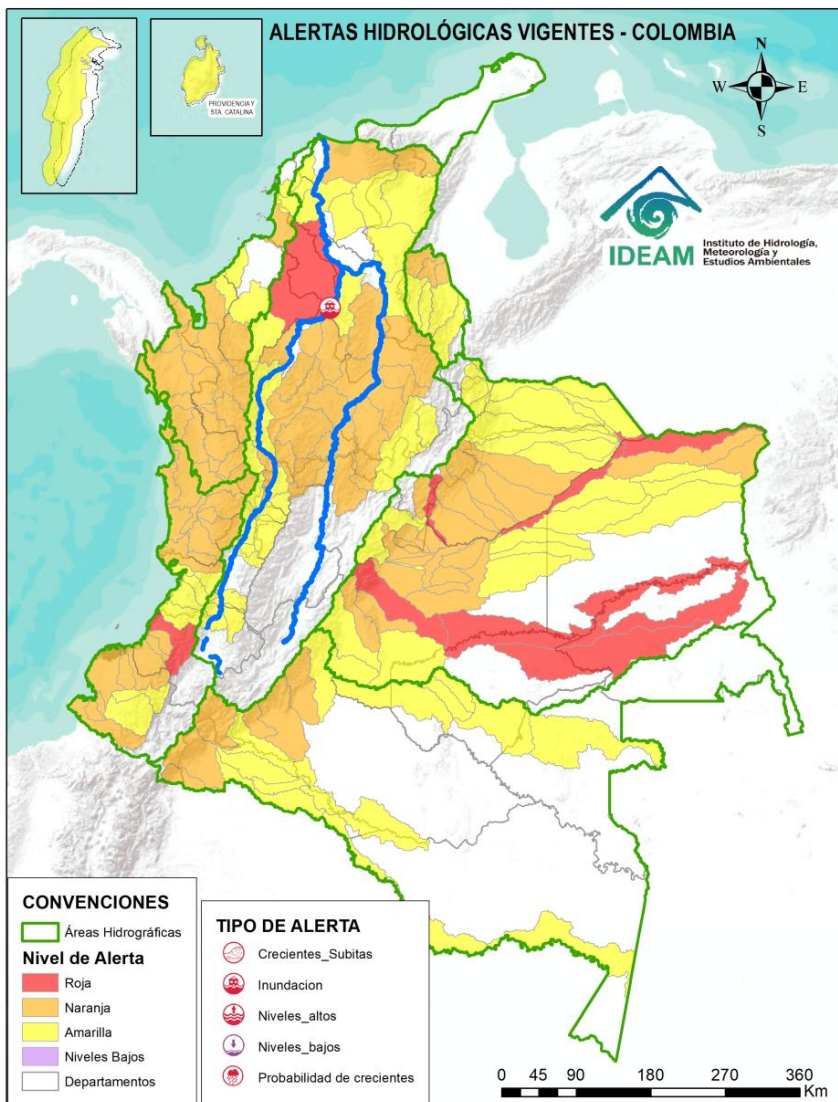 ALERTAS HIDROLÓGICAS VIGENTES - COLOMBIA
PROVIDENCIA Y
STA. CATALINA
N
W
E
S
IDEAM
Instituto de Hidrología,
Meteorología y
Estudios Ambientales
CONVENCIONES
Áreas Hidrográficas
Nivel de Alerta
Roja
Naranja
Amarilla
Niveles Bajos
Departamentos
TIPO DE ALERTA
Crecientes_Subitas
Inundacion
Niveles_altos
Niveles_bajos
Probabilidad de crecientes
0 45 90 180 270 360
Km